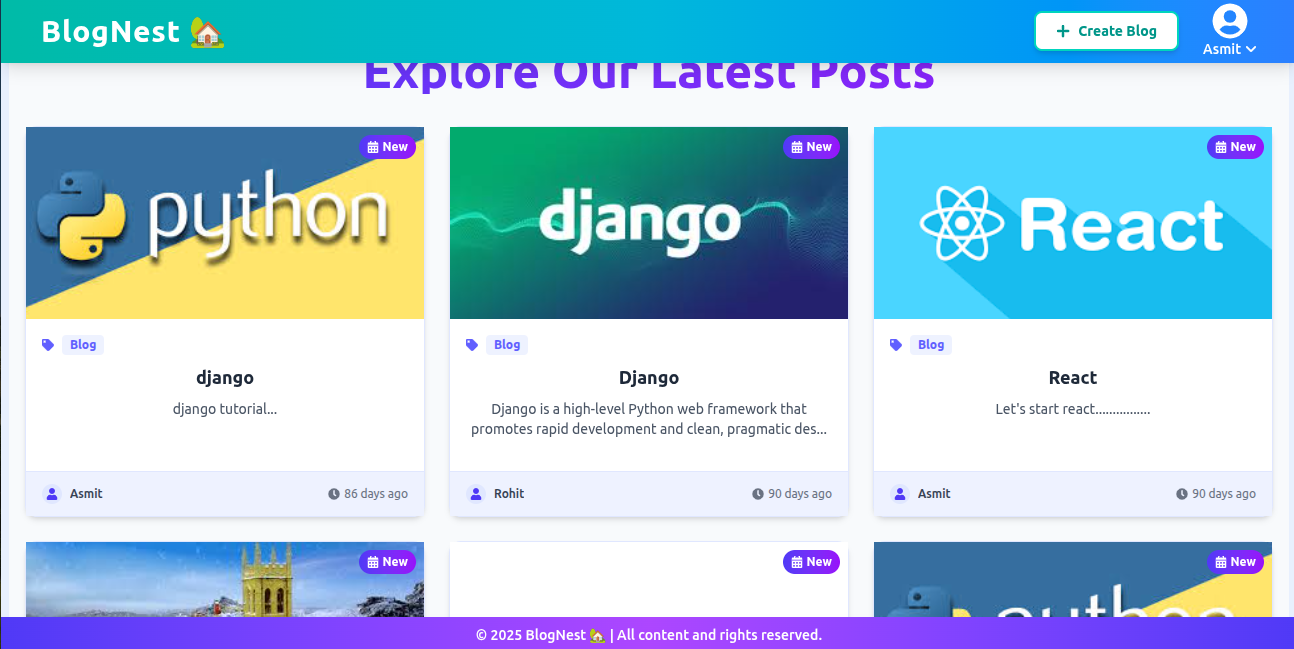 BlogNest 🏡
Create Blog
Asmit
Explore Our Latest Posts
New
python
New
django
New
React
Blog
django
django tutorial...
Asmit
86 days ago
Blog
Django
Django is a high-level Python web framework that
promotes rapid development and clean, pragmatic des...
Rohit
90 days ago
Blog
React
Let's start react................
Asmit
90 days ago
New
New
New
python
© 2025 BlogNest 🏡 | All content and rights reserved.